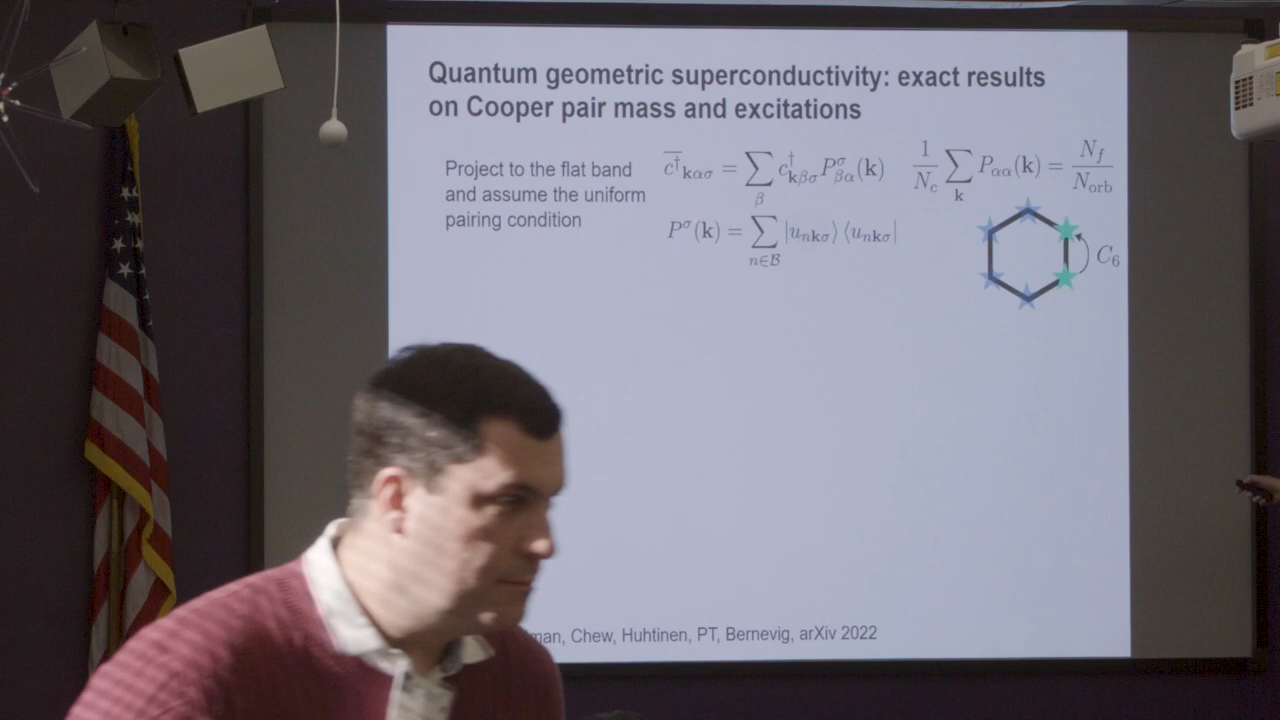 Quantum geometric superconductivity: exact results
on Cooper pair mass and excitations
Project to the flat band
and assume the uniform
pairing condition
$\overline{c^\dagger}_{\mathbf{k}\alpha\sigma} = \sum_{\beta} c^\dagger_{\mathbf{k}\beta\sigma} P^\sigma_{\beta\alpha}(\mathbf{k})$
$\frac{1}{N_c} \sum_{\mathbf{k}} P_{\alpha\alpha}(\mathbf{k}) = \frac{N_f}{N_{\text{orb}}}$
$P^\sigma(\mathbf{k}) = \sum_{n \in \mathcal{B}} |u_{n\mathbf{k}\sigma}\rangle \langle u_{n\mathbf{k}\sigma}|$
$C_6$
Chew, Huhtinen, PT, Bernevig, arXiv 2022